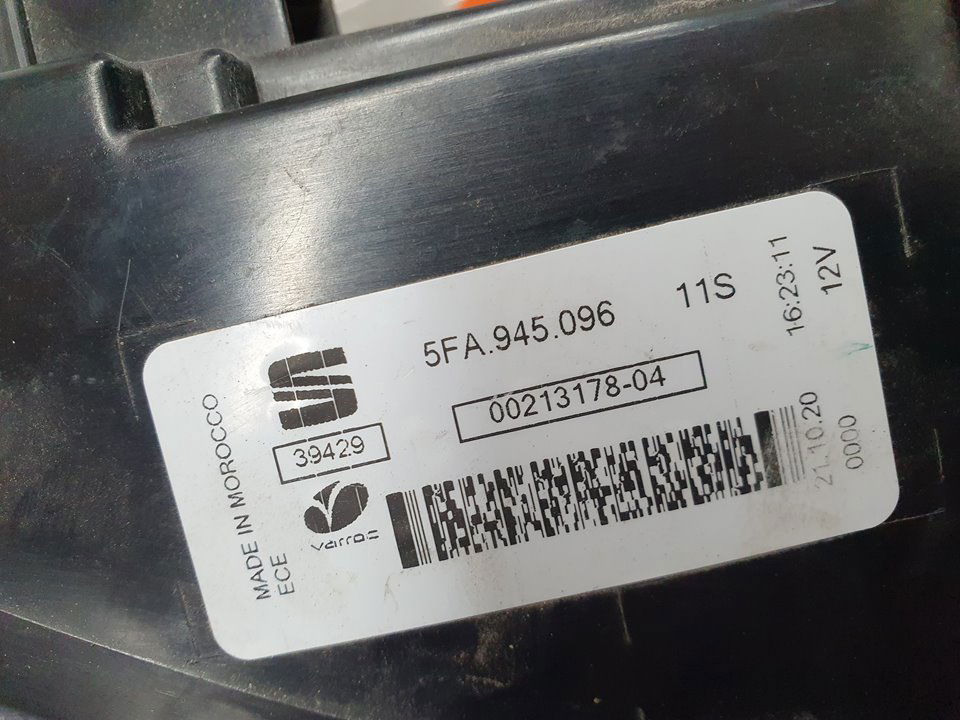 MADE IN MOROCCO
ECE
39429
Varroc
5FA.945.096
11S
00213178-04
16:23:11
12V
21.10.20
0000